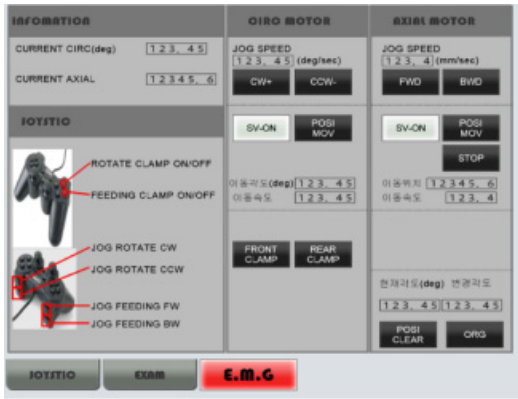 INFOMATION
CURRENT CIRC(deg) 123.45
CURRENT AXIAL 12345.6
JOYSTIC
ROTATE CLAMP ON/OFF
FEEDING CLAMP ON/OFF
JOG ROTATE CW
JOG ROTATE CCW
JOG FEEDING FW
JOG FEEDING BW
CIRO MOTOR
JOG SPEED
123.45 (deg/sec)
CW+ CCW-
SV-ON POSI MOV
이동각도(deg) 123.45
이동속도 123.45
FRONT CLAMP REAR CLAMP
AXIAL MOTOR
JOG SPEED
123.4 (mm/sec)
FWD BWD
SV-ON POSI MOV
STOP
이동위치 12345.6
이동속도 123.4
현재각도(deg) 변경각도
123.45 123.45
POSI CLEAR ORG
JOYSTIC EXAM E.M.G